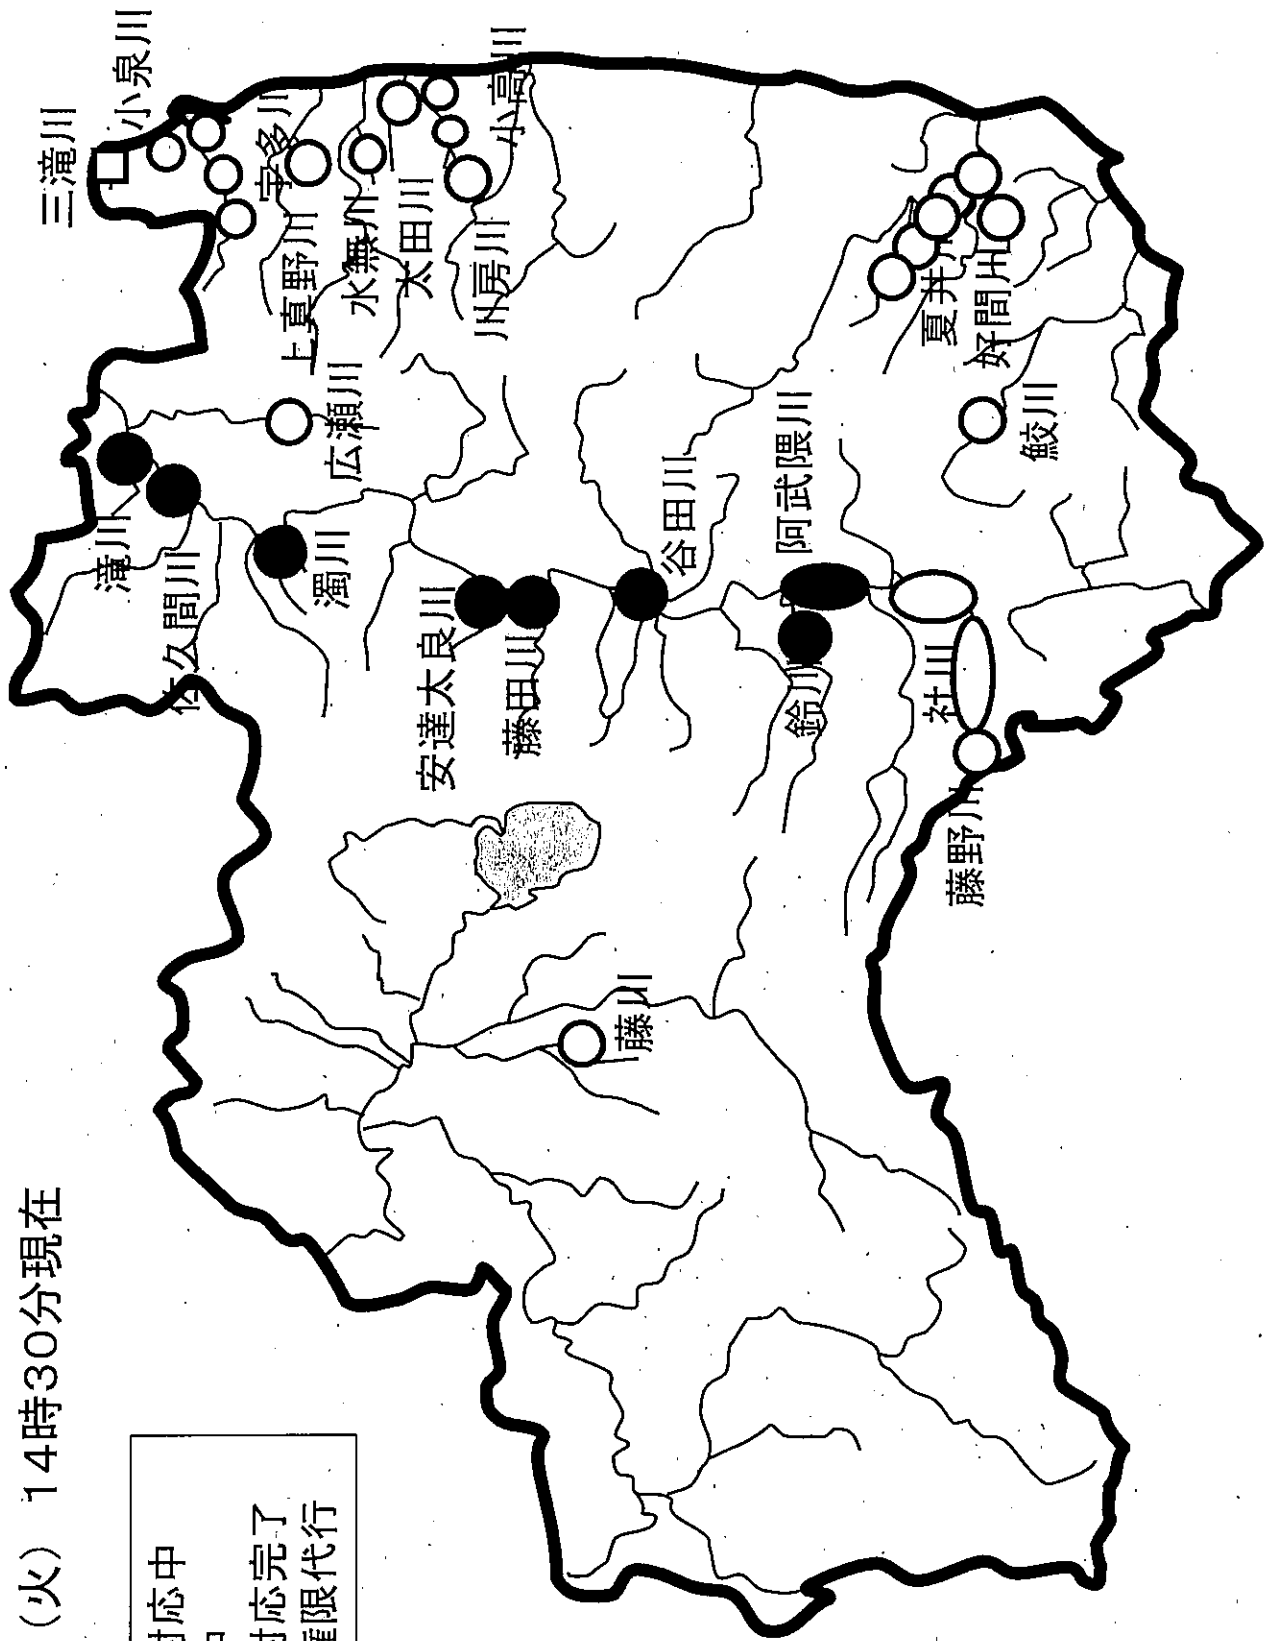 （火） 14時30分現在
対応中
中
対応完了
権限代行
三滝川
小泉川
宇多川
上真野川
水無川
太田川
小高川
川房川
広瀬川
滝川
佐久間川
濁川
安達太良川
藤田川
谷田川
阿武隈川
鈴川
社川
藤野川
夏井川
好間川
鮫川
藤川